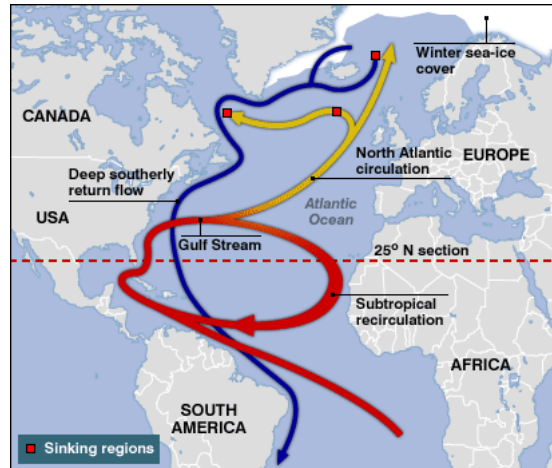 Winter sea-ice
cover
CANADA
North Atlantic
circulation
EUROPE
Deep southerly
return flow
Atlantic
Ocean
USA
Gulf Stream
25° N section
Subtropical
recirculation
AFRICA
SOUTH
AMERICA
Sinking regions